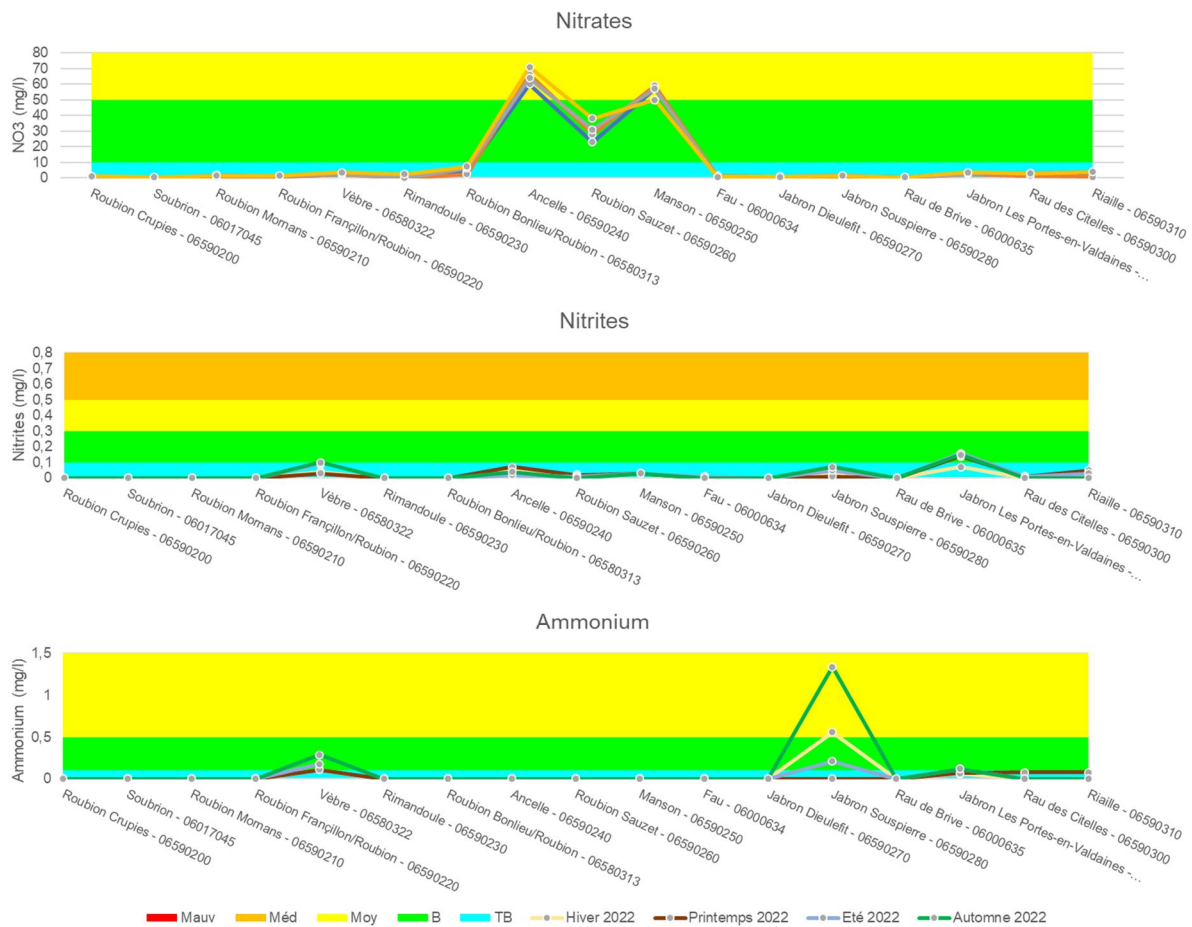 Nitrates
NO3 (mg/l)
80
70
60
50
40
30
20
10
0
Roubion Crupies - 06590200
Soubrion - 06017045
Roubion Mornans - 06590210
Roubion Françillon/Roubion - 06590220
Vèbre - 06580322
Rimandoule - 06590230
Roubion Bonlieu/Roubion - 06580313
Ancelle - 06590240
Roubion Sauzet - 06590260
Manson - 06590250
Fau - 06000634
Jabron Dieulefit - 06590270
Jabron Souspierre - 06590280
Rau de Brive - 06000635
Jabron Les Portes-en-Valdaines -...
Rau des Citelles - 06590300
Riaille - 06590310
Nitrites
Nitrites (mg/l)
0,8
0,7
0,6
0,5
0,4
0,3
0,2
0,1
0
Roubion Crupies - 06590200
Soubrion - 06017045
Roubion Mornans - 06590210
Roubion Françillon/Roubion - 06590220
Vèbre - 06580322
Rimandoule - 06590230
Roubion Bonlieu/Roubion - 06580313
Ancelle - 06590240
Roubion Sauzet - 06590260
Manson - 06590250
Fau - 06000634
Jabron Dieulefit - 06590270
Jabron Souspierre - 06590280
Rau de Brive - 06000635
Jabron Les Portes-en-Valdaines -...
Rau des Citelles - 06590300
Riaille - 06590310
Ammonium
Ammonium (mg/l)
1,5
1
0,5
0
Roubion Crupies - 06590200
Soubrion - 06017045
Roubion Mornans - 06590210
Roubion Françillon/Roubion - 06590220
Vèbre - 06580322
Rimandoule - 06590230
Roubion Bonlieu/Roubion - 06580313
Ancelle - 06590240
Roubion Sauzet - 06590260
Manson - 06590250
Fau - 06000634
Jabron Dieulefit - 06590270
Jabron Souspierre - 06590280
Rau de Brive - 06000635
Jabron Les Portes-en-Valdaines -...
Rau des Citelles - 06590300
Riaille - 06590310
Mauv Méd Moy B TB Hiver 2022 Printemps 2022 Eté 2022 Automne 2022